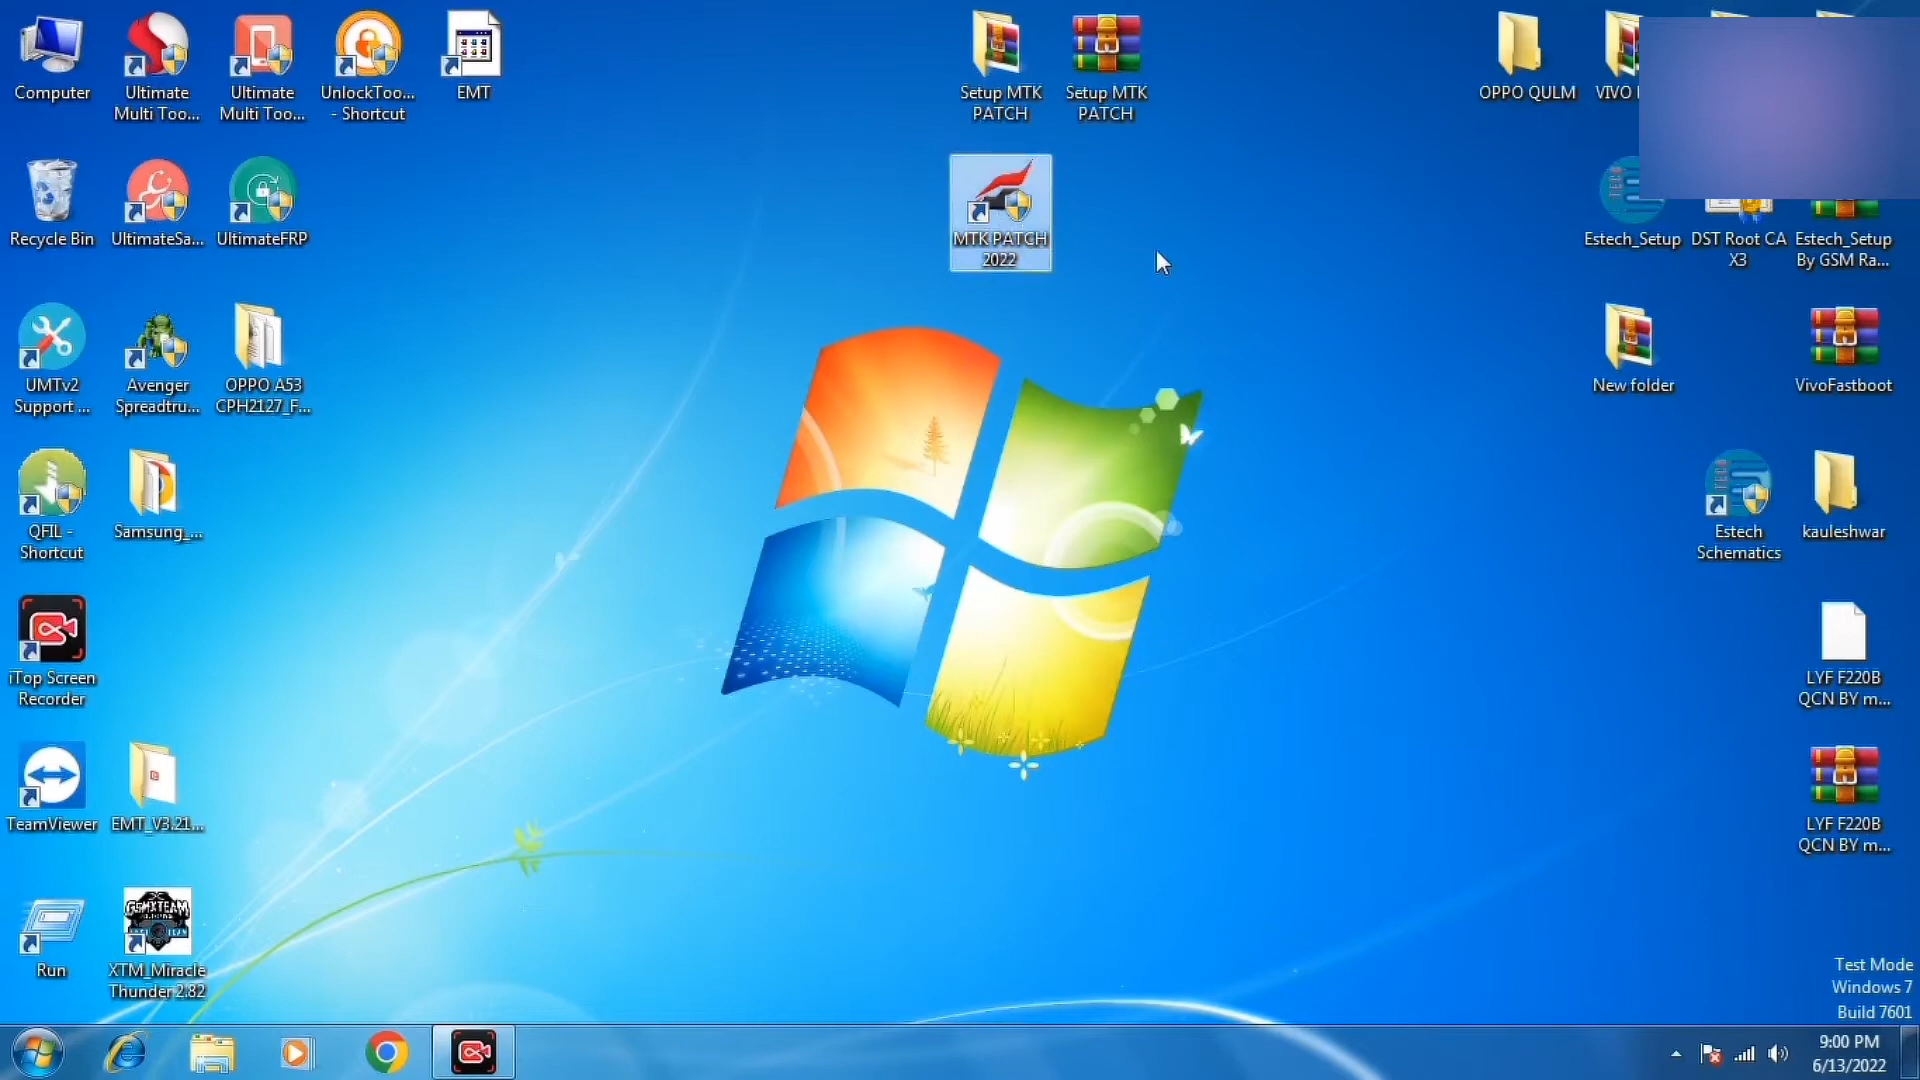 Computer
Ultimate
Multi Too...
Ultimate
Multi Too...
UnlockToo...
- Shortcut
EMT
Setup MTK
PATCH
Setup MTK
PATCH
OPPO QULM
VIVO
Recycle Bin
UltimateSa...
UltimateFRP
MTK PATCH
2022
Estech_Setup
DST Root CA
X3
Estech_Setup
By GSM Ra...
UMTv2
Support ...
Avenger
Spreadtru...
OPPO A53
CPH2127_F...
New folder
VivoFastboot
QFIL -
Shortcut
Samsung_...
Estech
Schematics
kauleshwar
iTop Screen
Recorder
LYF F220B
QCN BY m...
TeamViewer
EMT_V3.21...
LYF F220B
QCN BY m...
Run
XTM_Miracle
Thunder 2.82
Test Mode
Windows 7
Build 7601
9:00 PM
6/13/2022